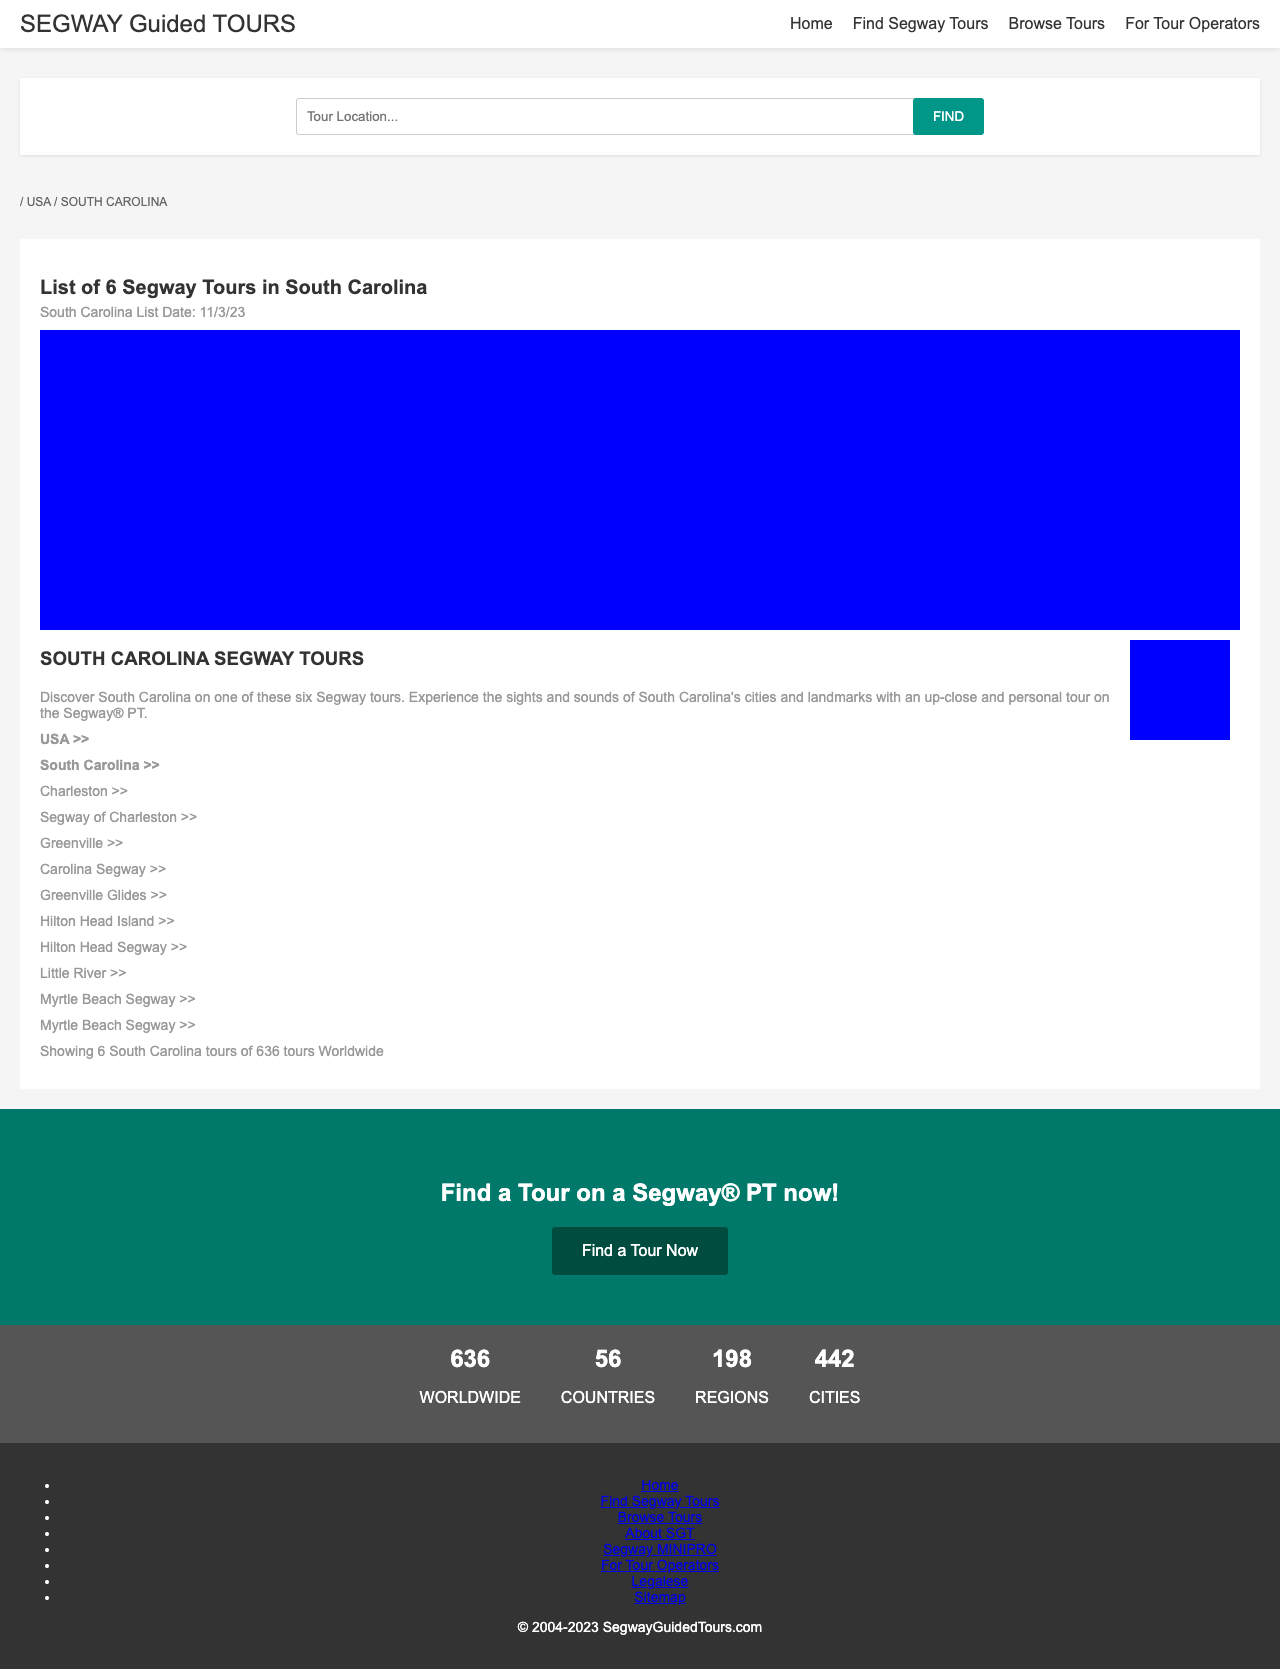 SEGWAY Guided TOURS
Home
Find Segway Tours
Browse Tours
For Tour Operators
Tour Location...
FIND
/ USA / SOUTH CAROLINA
List of 6 Segway Tours in South Carolina
South Carolina List Date: 11/3/23
SOUTH CAROLINA SEGWAY TOURS
Discover South Carolina on one of these six Segway tours. Experience the sights and sounds of South Carolina's cities and landmarks with an up-close and personal tour on
the Segway® PT.
USA >>
South Carolina >>
Charleston >>
Segway of Charleston >>
Greenville >>
Carolina Segway >>
Greenville Glides >>
Hilton Head Island >>
Hilton Head Segway >>
Little River >>
Myrtle Beach Segway >>
Myrtle Beach Segway >>
Showing 6 South Carolina tours of 636 tours Worldwide
Find a Tour on a Segway® PT now!
Find a Tour Now
636
WORLDWIDE
56
COUNTRIES
198
REGIONS
442
CITIES
• Home
• Find Segway Tours
• Browse Tours
• About SGT
• Segway MINIPRO
• For Tour Operators
• Legalese
• Sitemap
© 2004-2023 SegwayGuidedTours.com